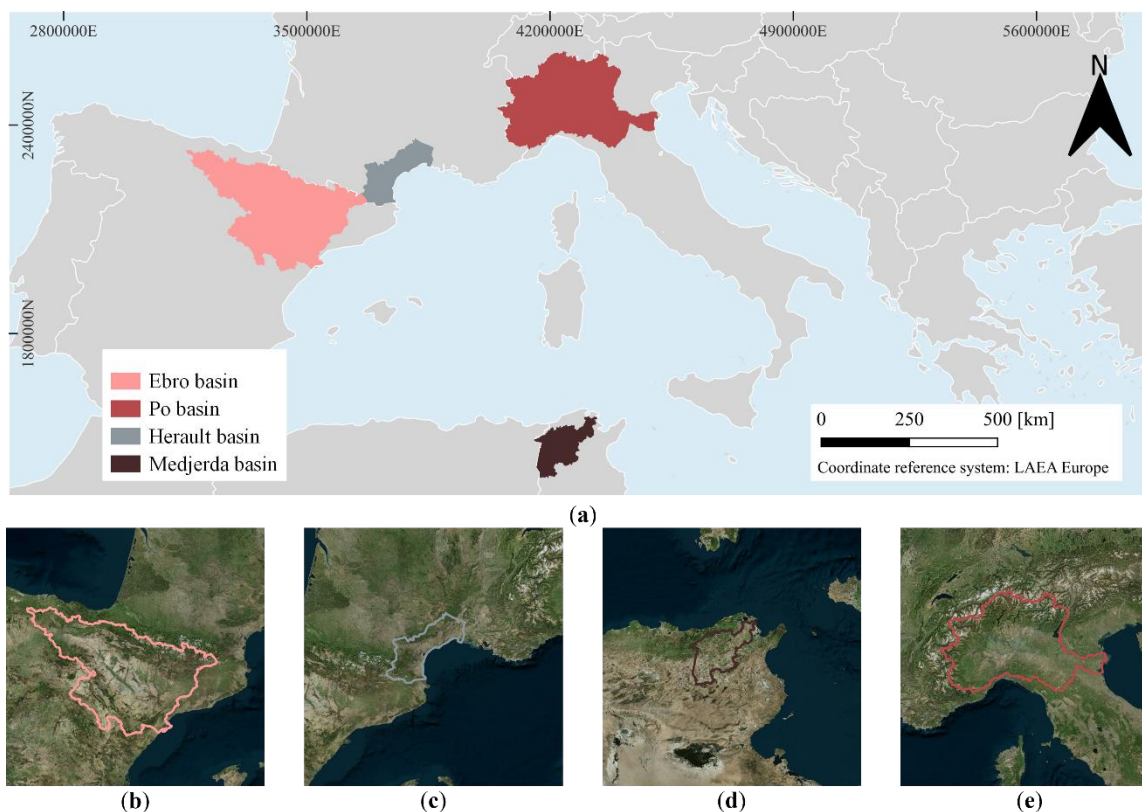 2800000E 3500000E 4200000E 4900000E 5600000E
N
2400000N
1800000N
Ebro basin
Po basin
Herault basin
Medjerda basin
0 250 500 [km]
Coordinate reference system: LAEA Europe
(a)
(b) (c) (d) (e)